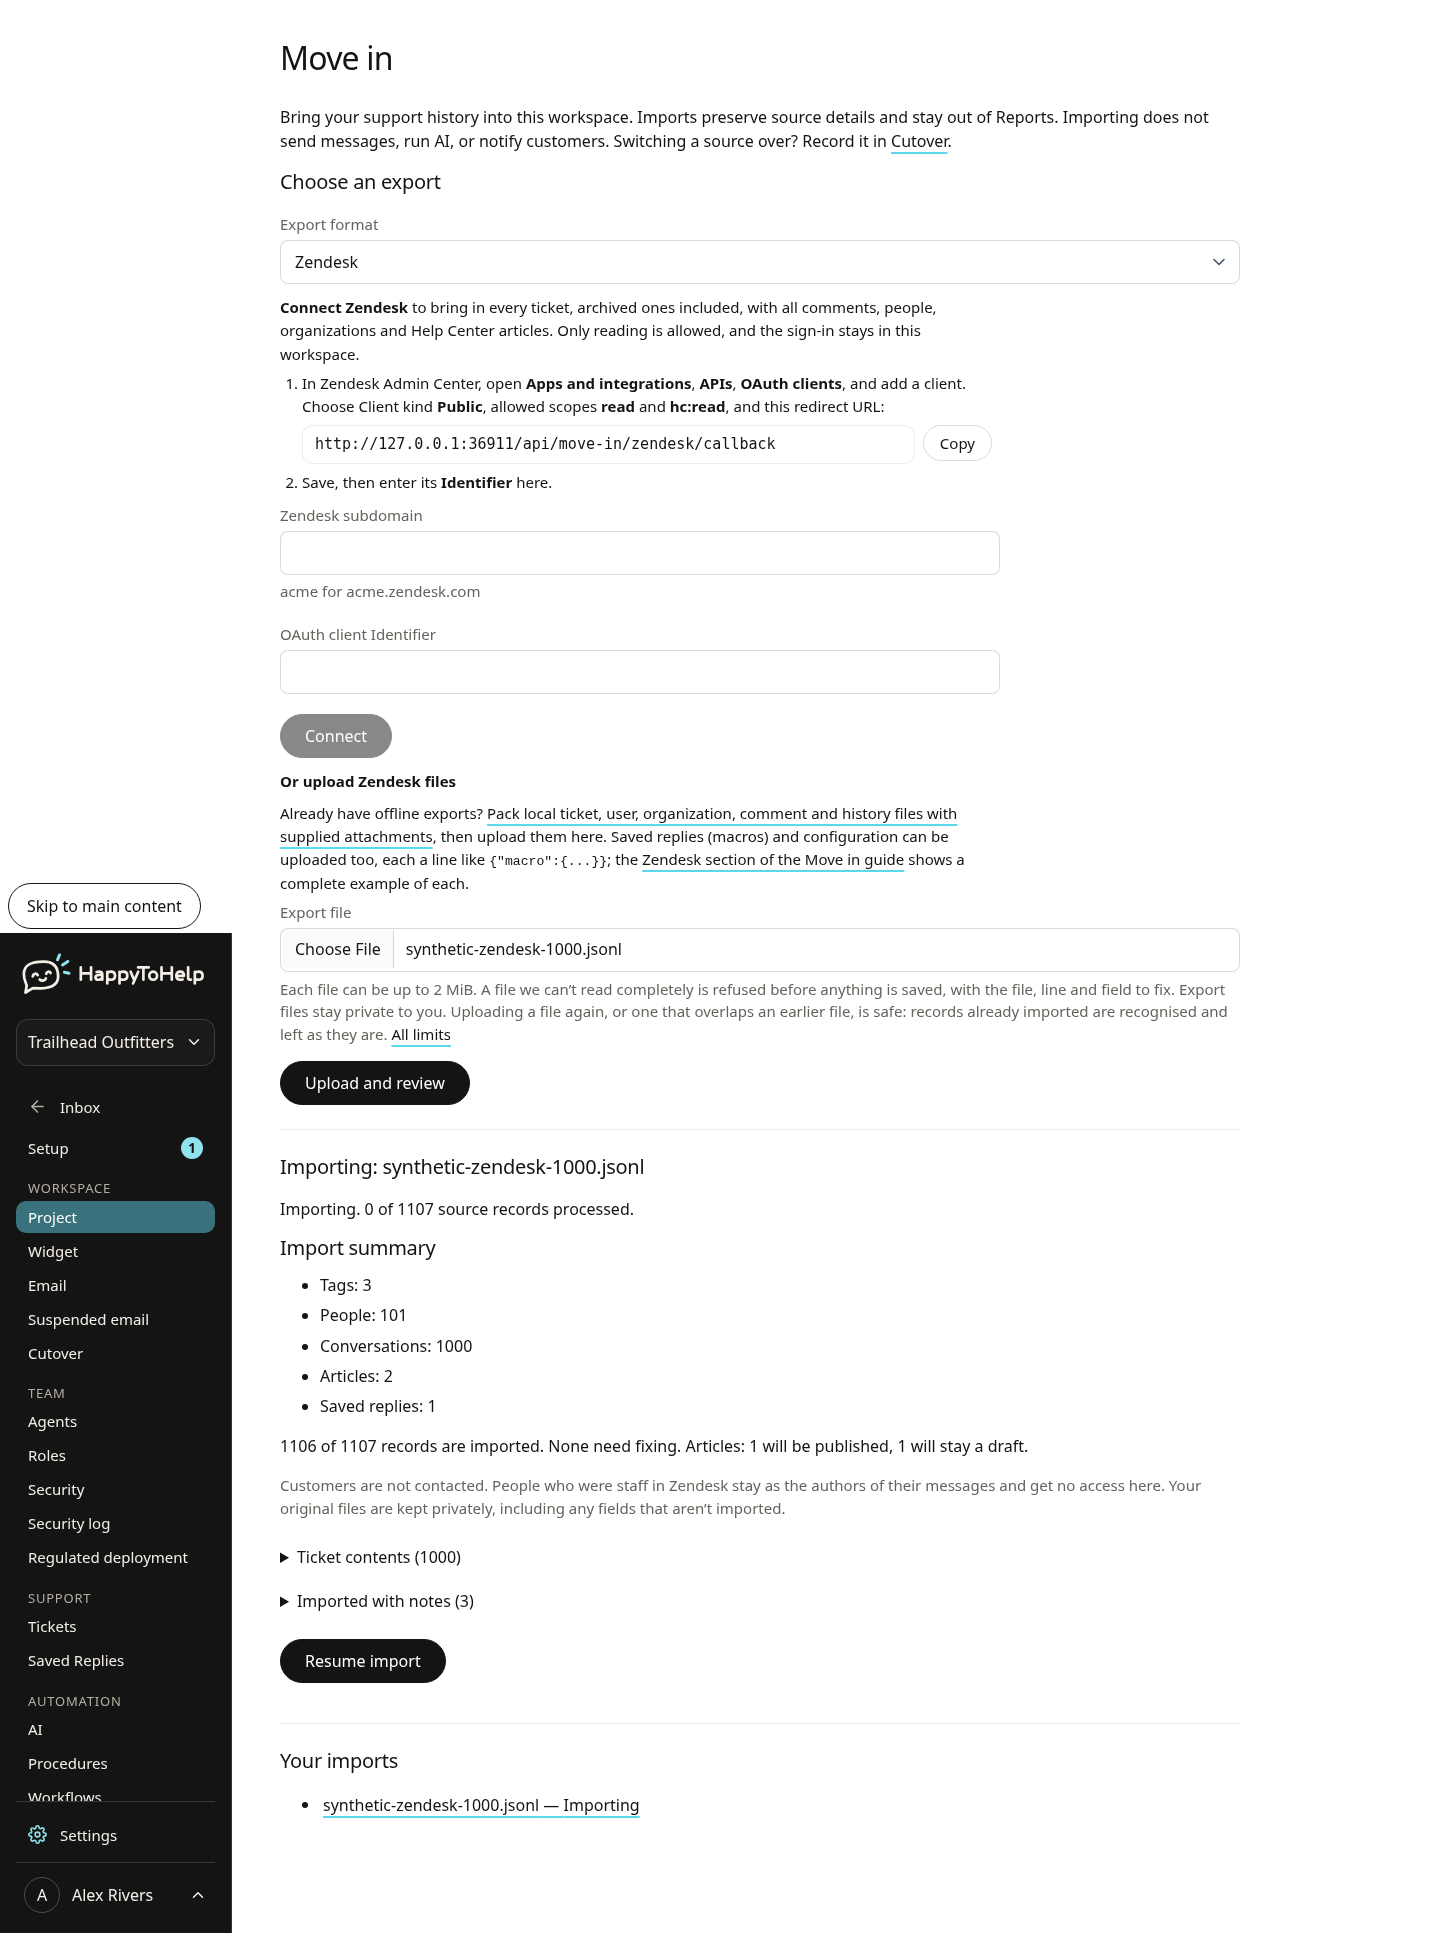 Move in
Bring your support history into this workspace. Imports preserve source details and stay out of Reports. Importing does not
send messages, run AI, or notify customers. Switching a source over? Record it in Cutover.
Choose an export
Export format
Zendesk
Connect Zendesk to bring in every ticket, archived ones included, with all comments, people,
organizations and Help Center articles. Only reading is allowed, and the sign-in stays in this
workspace.
1. In Zendesk Admin Center, open Apps and integrations, APIs, OAuth clients, and add a client.
Choose Client kind Public, allowed scopes read and hc:read, and this redirect URL:
http://127.0.0.1:36911/api/move-in/zendesk/callback
Copy
2. Save, then enter its Identifier here.
Zendesk subdomain
acme for acme.zendesk.com
OAuth client Identifier
Connect
Or upload Zendesk files
Already have offline exports? Pack local ticket, user, organization, comment and history files with
supplied attachments, then upload them here. Saved replies (macros) and configuration can be
uploaded too, each a line like {"macro":{...}}; the Zendesk section of the Move in guide shows a
complete example of each.
Export file
Choose File synthetic-zendesk-1000.jsonl
Each file can be up to 2 MiB. A file we can’t read completely is refused before anything is saved, with the file, line and field to fix. Export
files stay private to you. Uploading a file again, or one that overlaps an earlier file, is safe: records already imported are recognised and
left as they are. All limits
Upload and review
Importing: synthetic-zendesk-1000.jsonl
Importing. 0 of 1107 source records processed.
Import summary
Tags: 3
People: 101
Conversations: 1000
Articles: 2
Saved replies: 1
1106 of 1107 records are imported. None need fixing. Articles: 1 will be published, 1 will stay a draft.
Customers are not contacted. People who were staff in Zendesk stay as the authors of their messages and get no access here. Your
original files are kept privately, including any fields that aren’t imported.
Ticket contents (1000)
Imported with notes (3)
Resume import
Your imports
synthetic-zendesk-1000.jsonl — Importing
Skip to main content
HappyToHelp
Trailhead Outfitters
Inbox
Setup 1
WORKSPACE
Project
Widget
Email
Suspended email
Cutover
TEAM
Agents
Roles
Security
Security log
Regulated deployment
SUPPORT
Tickets
Saved Replies
AUTOMATION
AI
Procedures
Workflows
Settings
A Alex Rivers